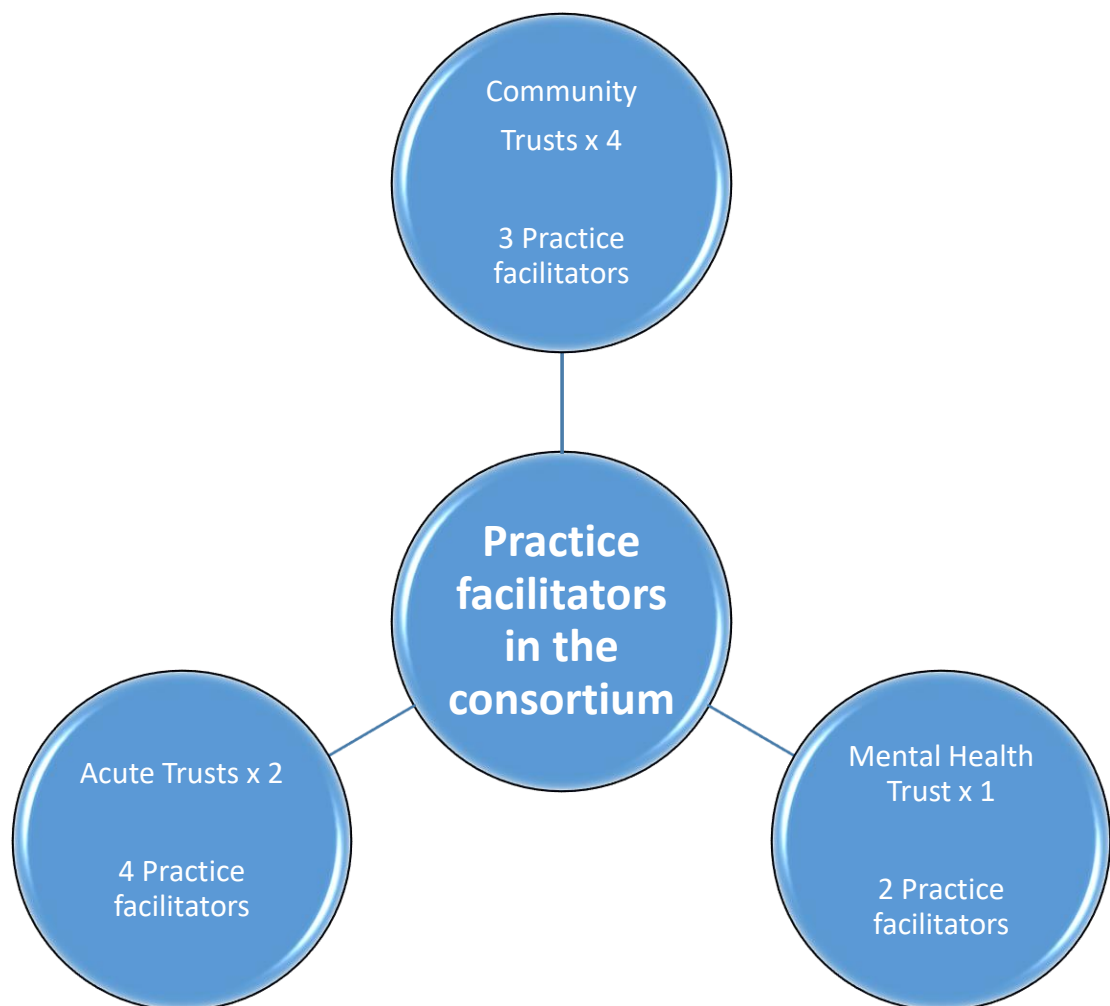 Community
Trusts x 4
3 Practice
facilitators
Practice
facilitators
in the
consortium
Acute Trusts x 2
4 Practice
facilitators
Mental Health
Trust x 1
2 Practice
facilitators